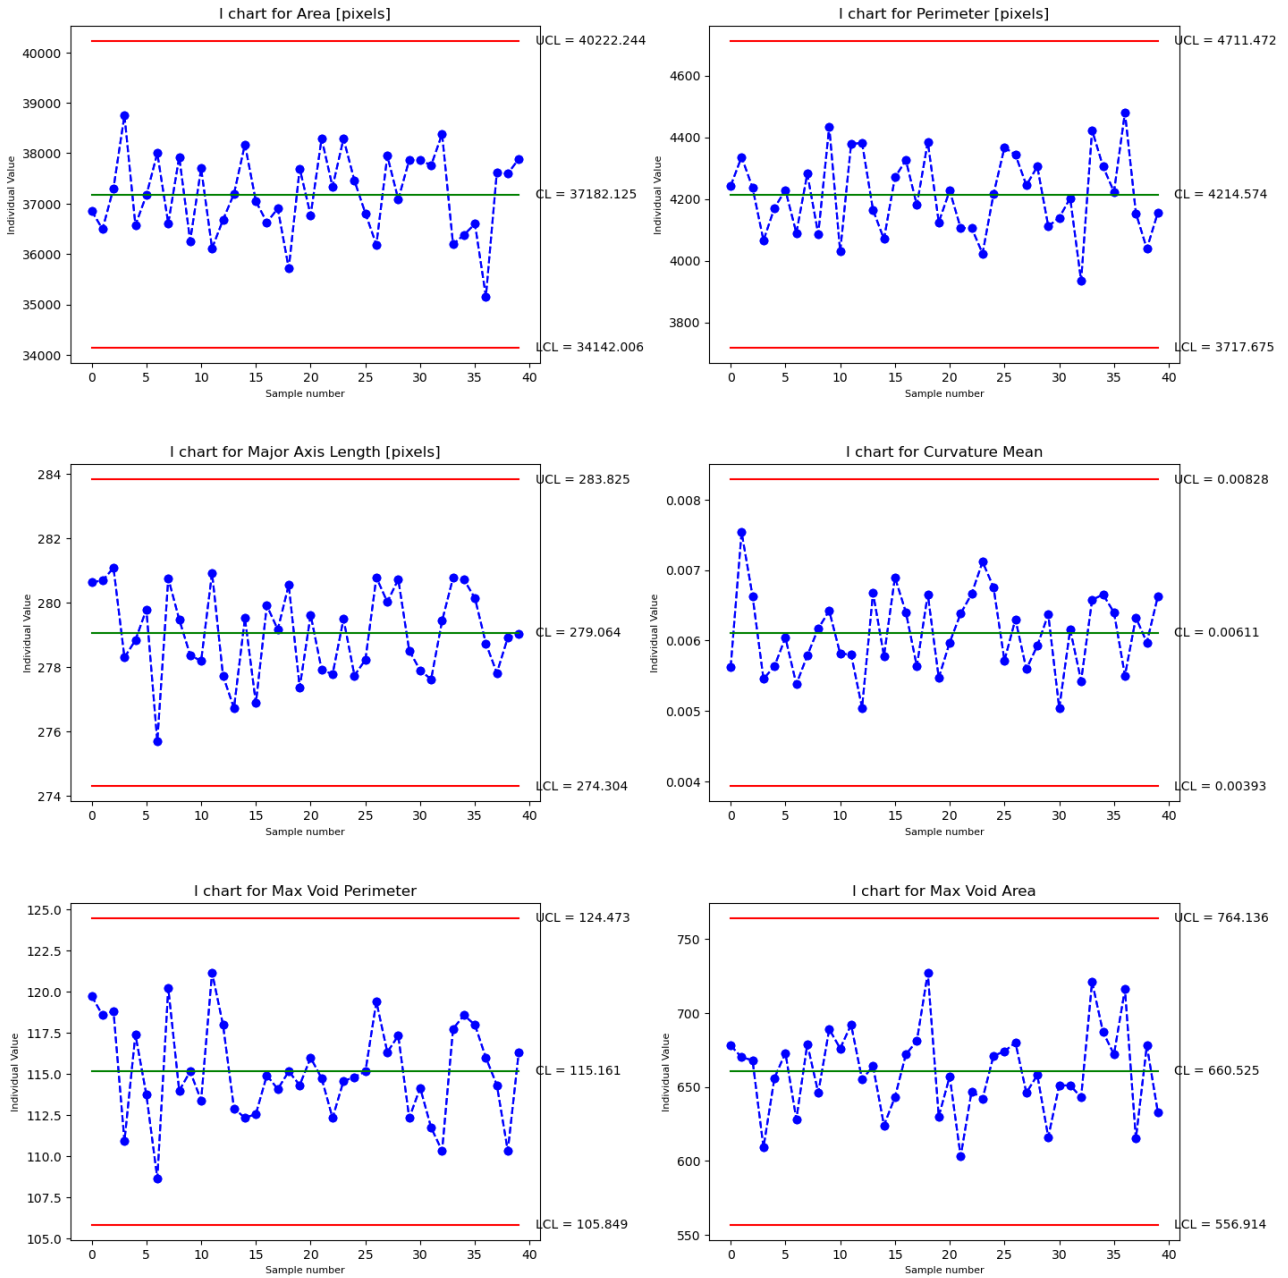 I chart for Area [pixels]
UCL = 40222.244
CL = 37182.125
LCL = 34142.006
40000
39000
38000
37000
36000
35000
34000
Individual Value
0 5 10 15 20 25 30 35 40
Sample number
I chart for Perimeter [pixels]
UCL = 4711.472
CL = 4214.574
LCL = 3717.675
4600
4400
4200
4000
3800
Individual Value
0 5 10 15 20 25 30 35 40
Sample number
I chart for Major Axis Length [pixels]
UCL = 283.825
CL = 279.064
LCL = 274.304
284
282
280
278
276
274
Individual Value
0 5 10 15 20 25 30 35 40
Sample number
I chart for Curvature Mean
UCL = 0.00828
CL = 0.00611
LCL = 0.00393
0.008
0.007
0.006
0.005
0.004
Individual Value
0 5 10 15 20 25 30 35 40
Sample number
I chart for Max Void Perimeter
UCL = 124.473
CL = 115.161
LCL = 105.849
125.0
122.5
120.0
117.5
115.0
112.5
110.0
107.5
105.0
Individual Value
0 5 10 15 20 25 30 35 40
Sample number
I chart for Max Void Area
UCL = 764.136
CL = 660.525
LCL = 556.914
750
700
650
600
550
Individual Value
0 5 10 15 20 25 30 35 40
Sample number